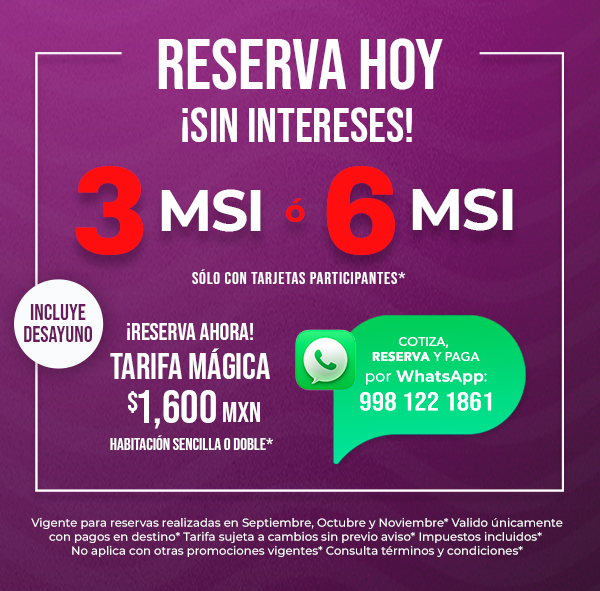 RESERVA HOY
¡SIN INTERESES!
3 MSI ó 6 MSI
SÓLO CON TARJETAS PARTICIPANTES*
INCLUYE
DESAYUNO
¡RESERVA AHORA!
TARIFA MÁGICA
$1,600 MXN
HABITACIÓN SENCILLA O DOBLE*
COTIZA,
RESERVA Y PAGA
por WhatsApp:
998 122 1861
Vigente para reservas realizadas en Septiembre, Octubre y Noviembre* Valido únicamente
con pagos en destino* Tarifa sujeta a cambios sin previo aviso* Impuestos incluidos*
No aplica con otras promociones vigentes* Consulta términos y condiciones*